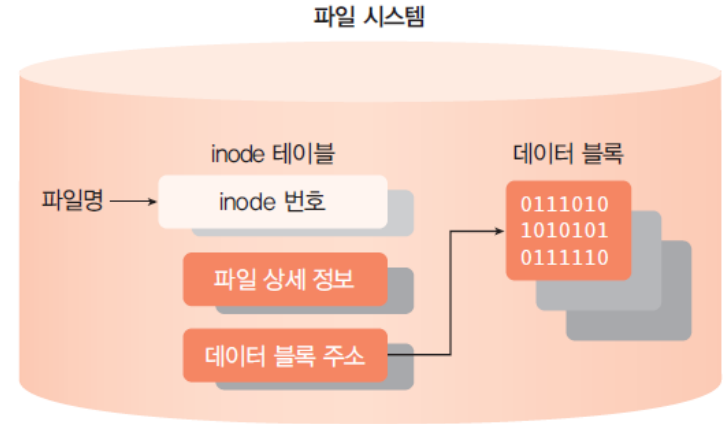 파일 시스템
inode 테이블
데이터 블록
파일명
inode 번호
0111010
1010101
0111110
파일 상세 정보
데이터 블록 주소